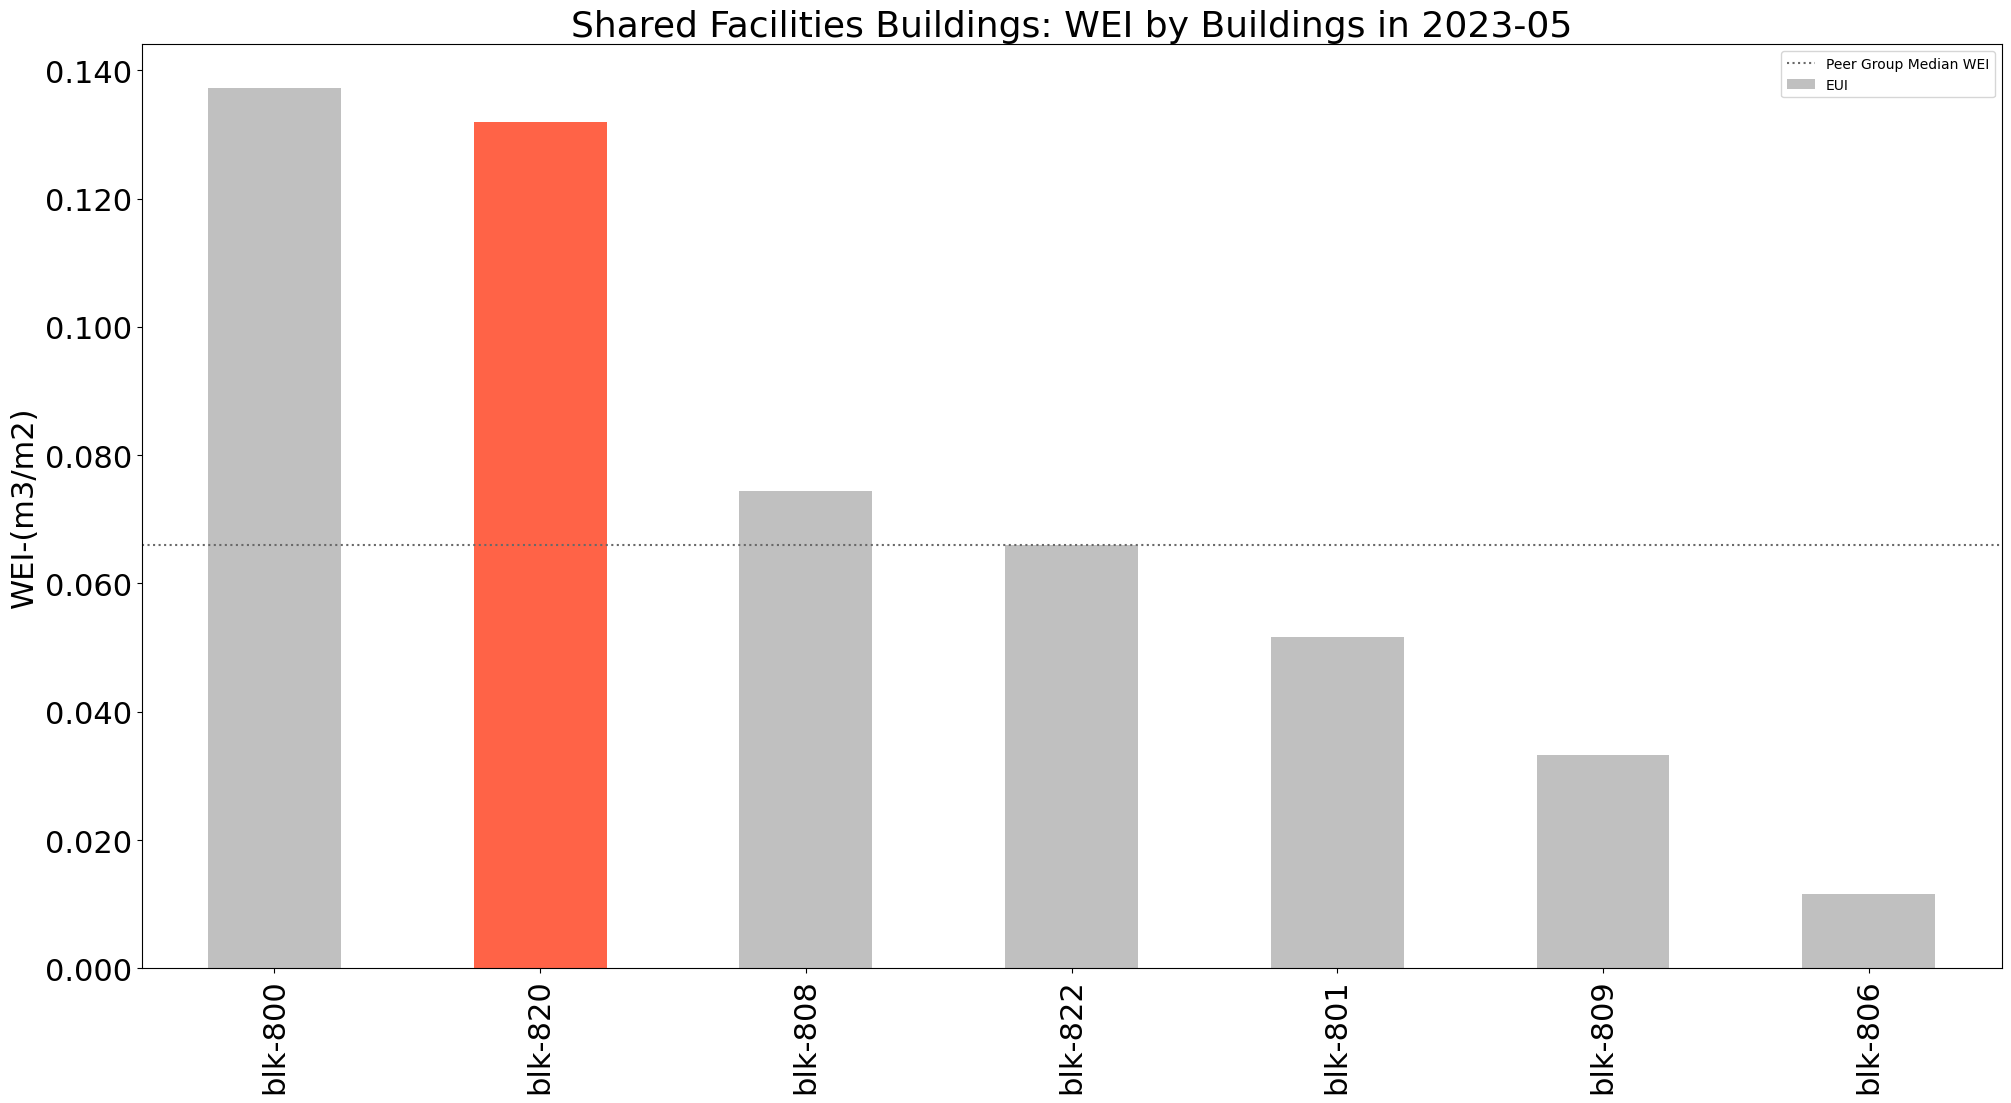 Shared Facilities Buildings: WEI by Buildings in 2023-05
Peer Group Median WEI
EUI
WEI-(m3/m2)
0.140
0.120
0.100
0.080
0.060
0.040
0.020
0.000
blk-800
blk-820
blk-808
blk-822
blk-801
blk-809
blk-806